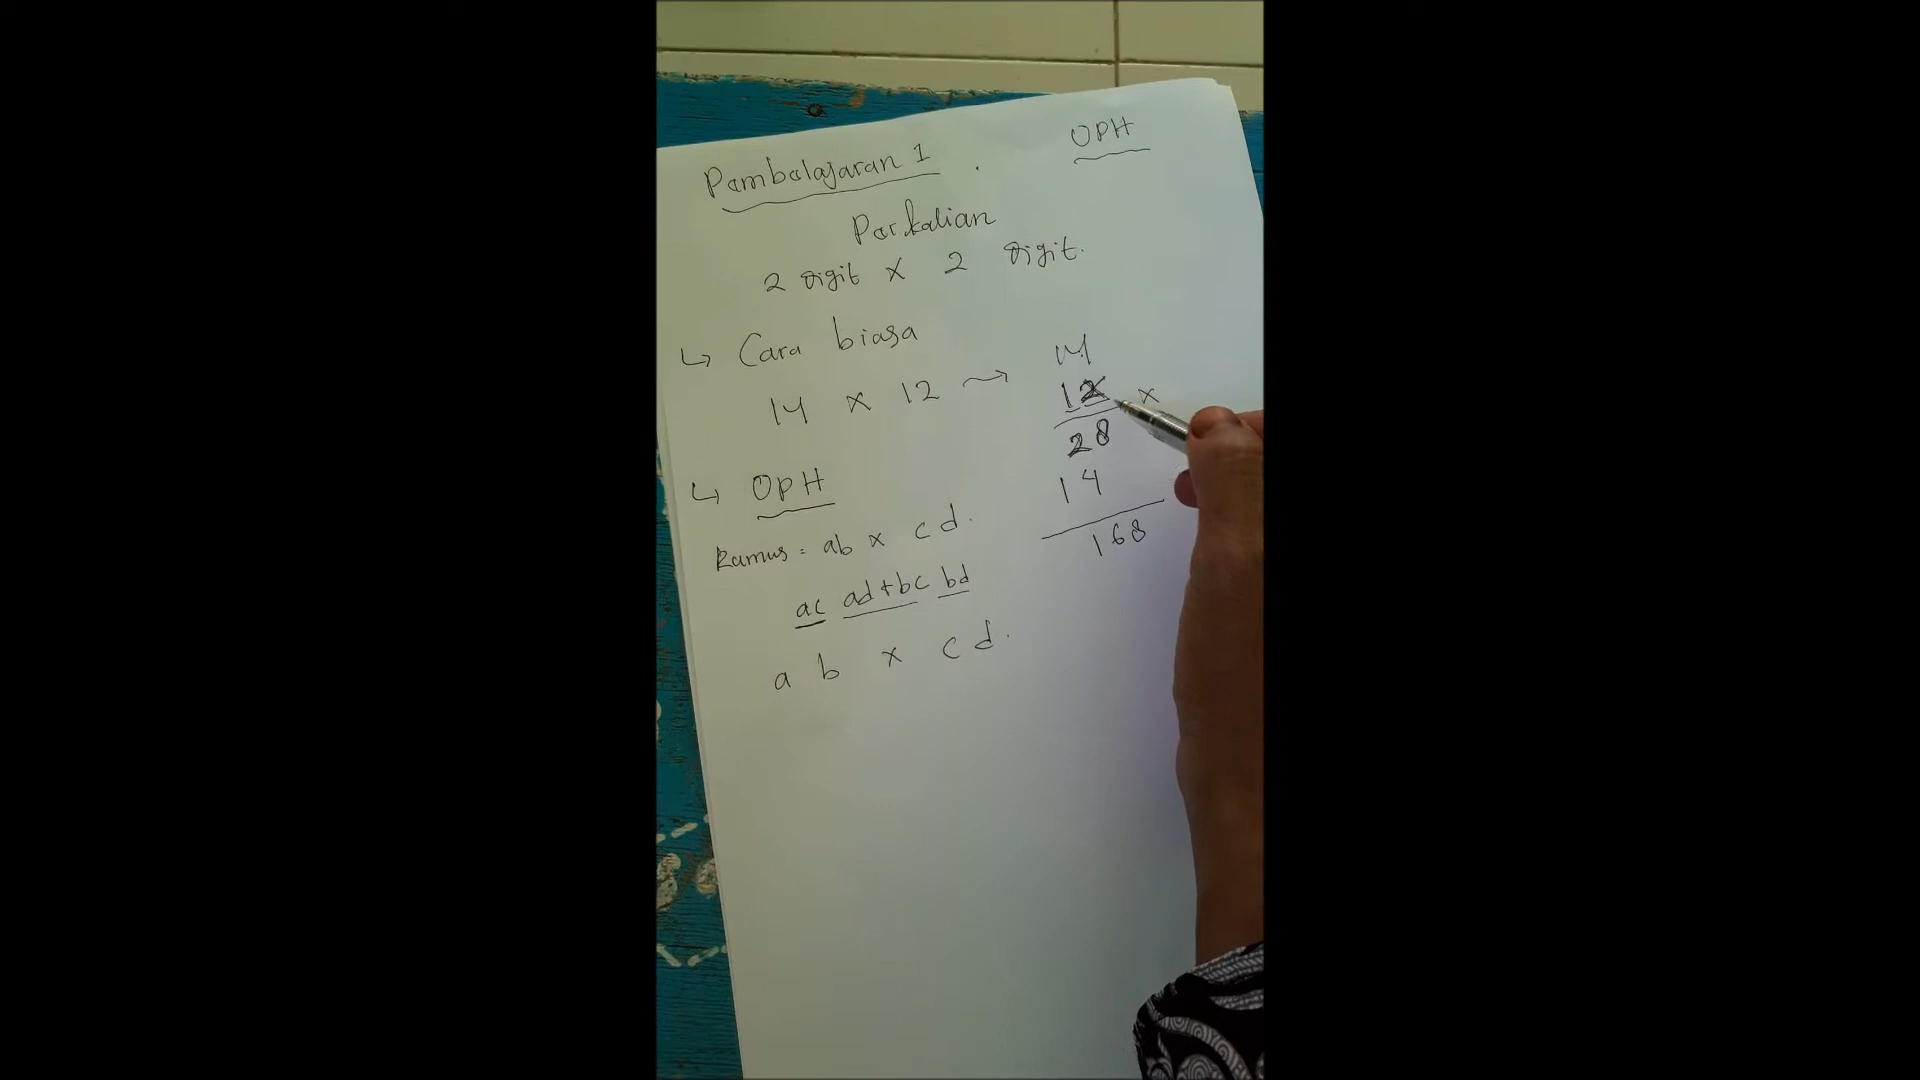 Pembelajaran 1
OPH
Perkalian
2 digit x 2 digit.
↳ Cara biasa
14 x 12 →
14
12 x
28
14
168
↳ OPH
Rumus = ab x cd.
ac ad+bc bd
a b x c d.